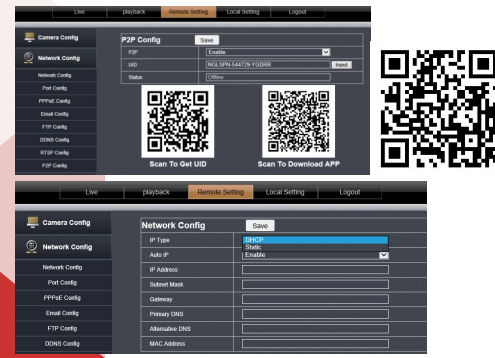 Live playback Remote Setting Local Setting Logout
Camera Config
Network Config
Network Config
Port Config
PPPoE Config
Email Config
FTP Config
DDNS Config
RTSP Config
P2P Config
P2P Config Save
P2P Enable
UID NGLSPN-544729-YGDRR Input
Status Offline
Scan To Get UID Scan To Download APP
Live playback Remote Setting Local Setting Logout
Camera Config
Network Config
Network Config
Port Config
PPPoE Config
Email Config
FTP Config
DDNS Config
Network Config Save
IP Type DHCP
Static
Auto IP Enable
IP Address
Subnet Mask
Gateway
Primary DNS
Alternative DNS
MAC Address